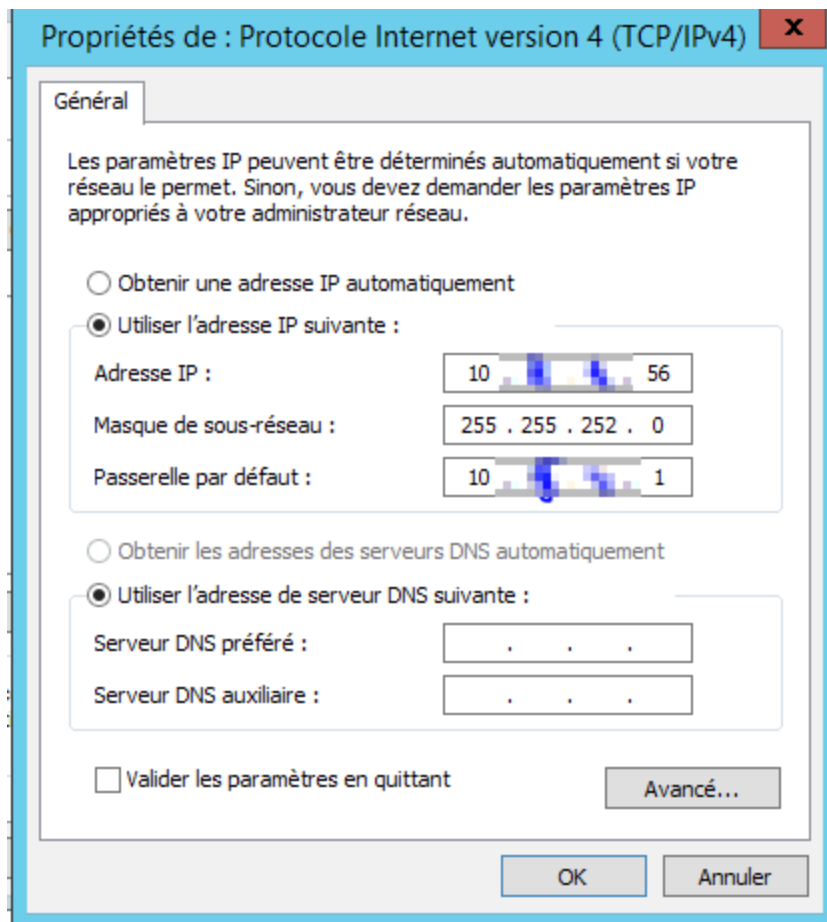 Propriétés de : Protocole Internet version 4 (TCP/IPv4)
x
Général
Les paramètres IP peuvent être déterminés automatiquement si votre
réseau le permet. Sinon, vous devez demander les paramètres IP
appropriés à votre administrateur réseau.
Obtenir une adresse IP automatiquement
Utiliser l'adresse IP suivante :
Adresse IP : 10 . . . 56
Masque de sous-réseau : 255 . 255 . 252 . 0
Passerelle par défaut : 10 . . . 1
Obtenir les adresses des serveurs DNS automatiquement
Utiliser l'adresse de serveur DNS suivante :
Serveur DNS préféré : . . .
Serveur DNS auxiliaire : . . .
Valider les paramètres en quittant
Avancé...
OK Annuler